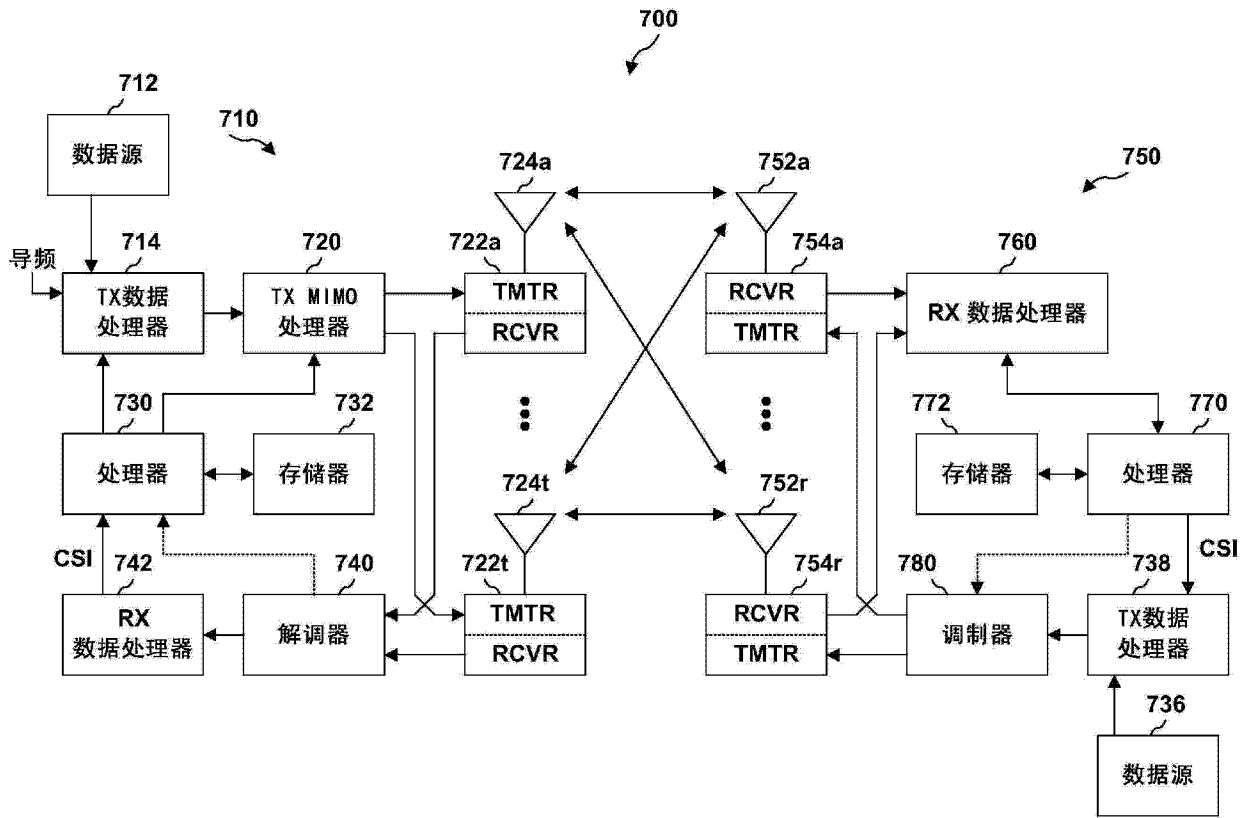 700
712
数据源
710
724a
752a
750
导频
714
TX数据
处理器
720
TX MIMO
处理器
722a
TMTR
RCVR
754a
RCVR
TMTR
760
RX 数据处理器
730
处理器
732
存储器
772
存储器
770
处理器
724t
752r
CSI
742
RX
数据处理器
740
解调器
722t
TMTR
RCVR
754r
RCVR
TMTR
780
调制器
738
CSI
TX数据
处理器
736
数据源